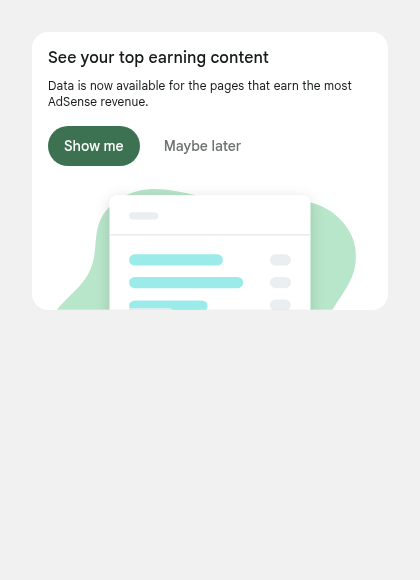 See your top earning content
Data is now available for the pages that earn the most
AdSense revenue.
Show me
Maybe later